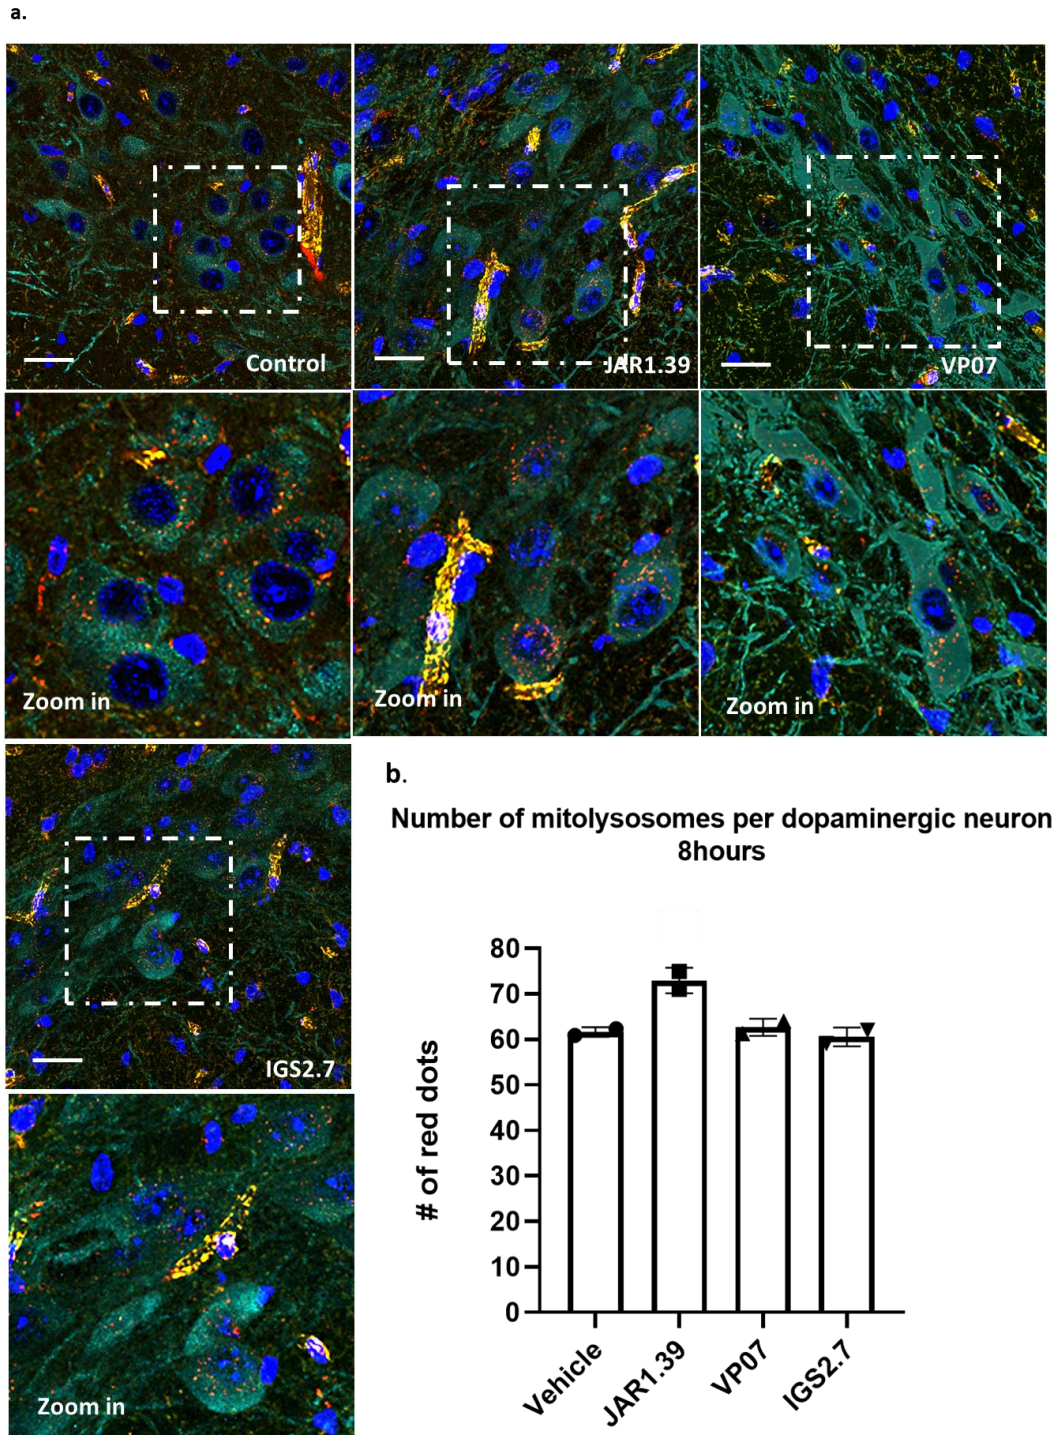 a.
Control
JAR1.39
VP07
Zoom in
Zoom in
Zoom in
IGS2.7
Zoom in
b.
Number of mitolysosomes per dopaminergic neuron
8hours
# of red dots
80
70
60
50
40
30
20
10
0
Vehicle
JAR1.39
VP07
IGS2.7